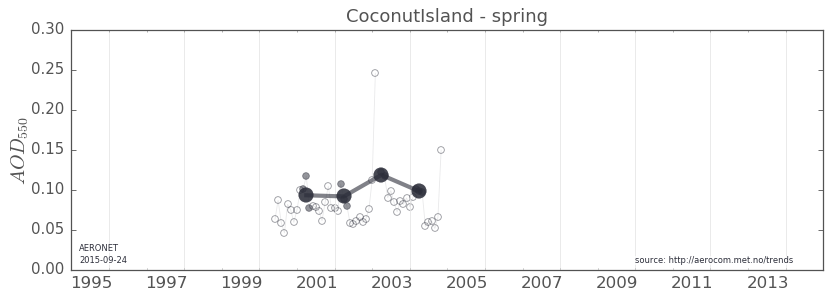 CoconutIsland - spring
0.30
0.25
0.20
0.15
0.10
0.05
0.00
AOD550
AERONET
2015-09-24
source: http://aerocom.met.no/trends
1995 1997 1999 2001 2003 2005 2007 2009 2011 2013